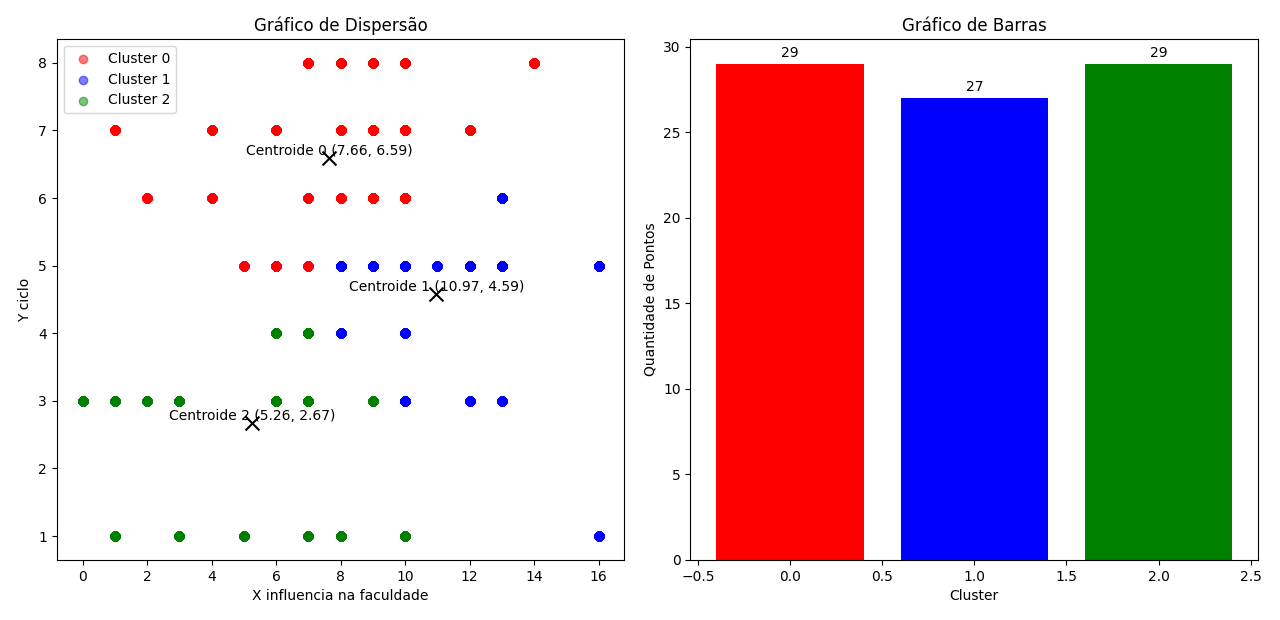 Gráfico de Dispersão
Cluster 0
Cluster 1
Cluster 2
8
7
6
5
4
3
2
1
Y ciclo
Centroide 0 (7.66, 6.59)
Centroide 1 (10.97, 4.59)
Centroide 2 (5.26, 2.67)
0 2 4 6 8 10 12 14 16
X influencia na faculdade
Gráfico de Barras
30
25
20
15
10
5
0
Quantidade de Pontos
29
27
29
−0.5 0.0 0.5 1.0 1.5 2.0 2.5
Cluster